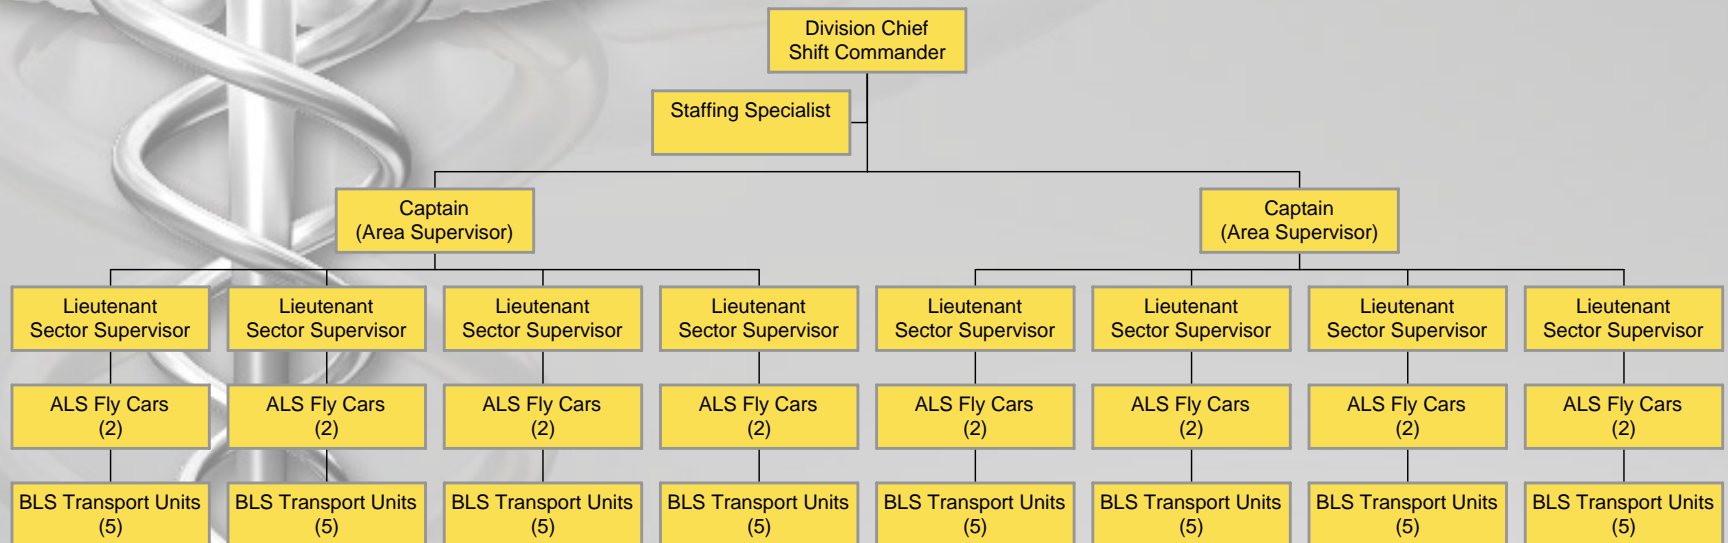 Division Chief
Shift Commander
Staffing Specialist
Captain
(Area Supervisor)
Captain
(Area Supervisor)
Lieutenant
Sector Supervisor
Lieutenant
Sector Supervisor
Lieutenant
Sector Supervisor
Lieutenant
Sector Supervisor
Lieutenant
Sector Supervisor
Lieutenant
Sector Supervisor
Lieutenant
Sector Supervisor
Lieutenant
Sector Supervisor
ALS Fly Cars
(2)
ALS Fly Cars
(2)
ALS Fly Cars
(2)
ALS Fly Cars
(2)
ALS Fly Cars
(2)
ALS Fly Cars
(2)
ALS Fly Cars
(2)
ALS Fly Cars
(2)
BLS Transport Units
(5)
BLS Transport Units
(5)
BLS Transport Units
(5)
BLS Transport Units
(5)
BLS Transport Units
(5)
BLS Transport Units
(5)
BLS Transport Units
(5)
BLS Transport Units
(5)